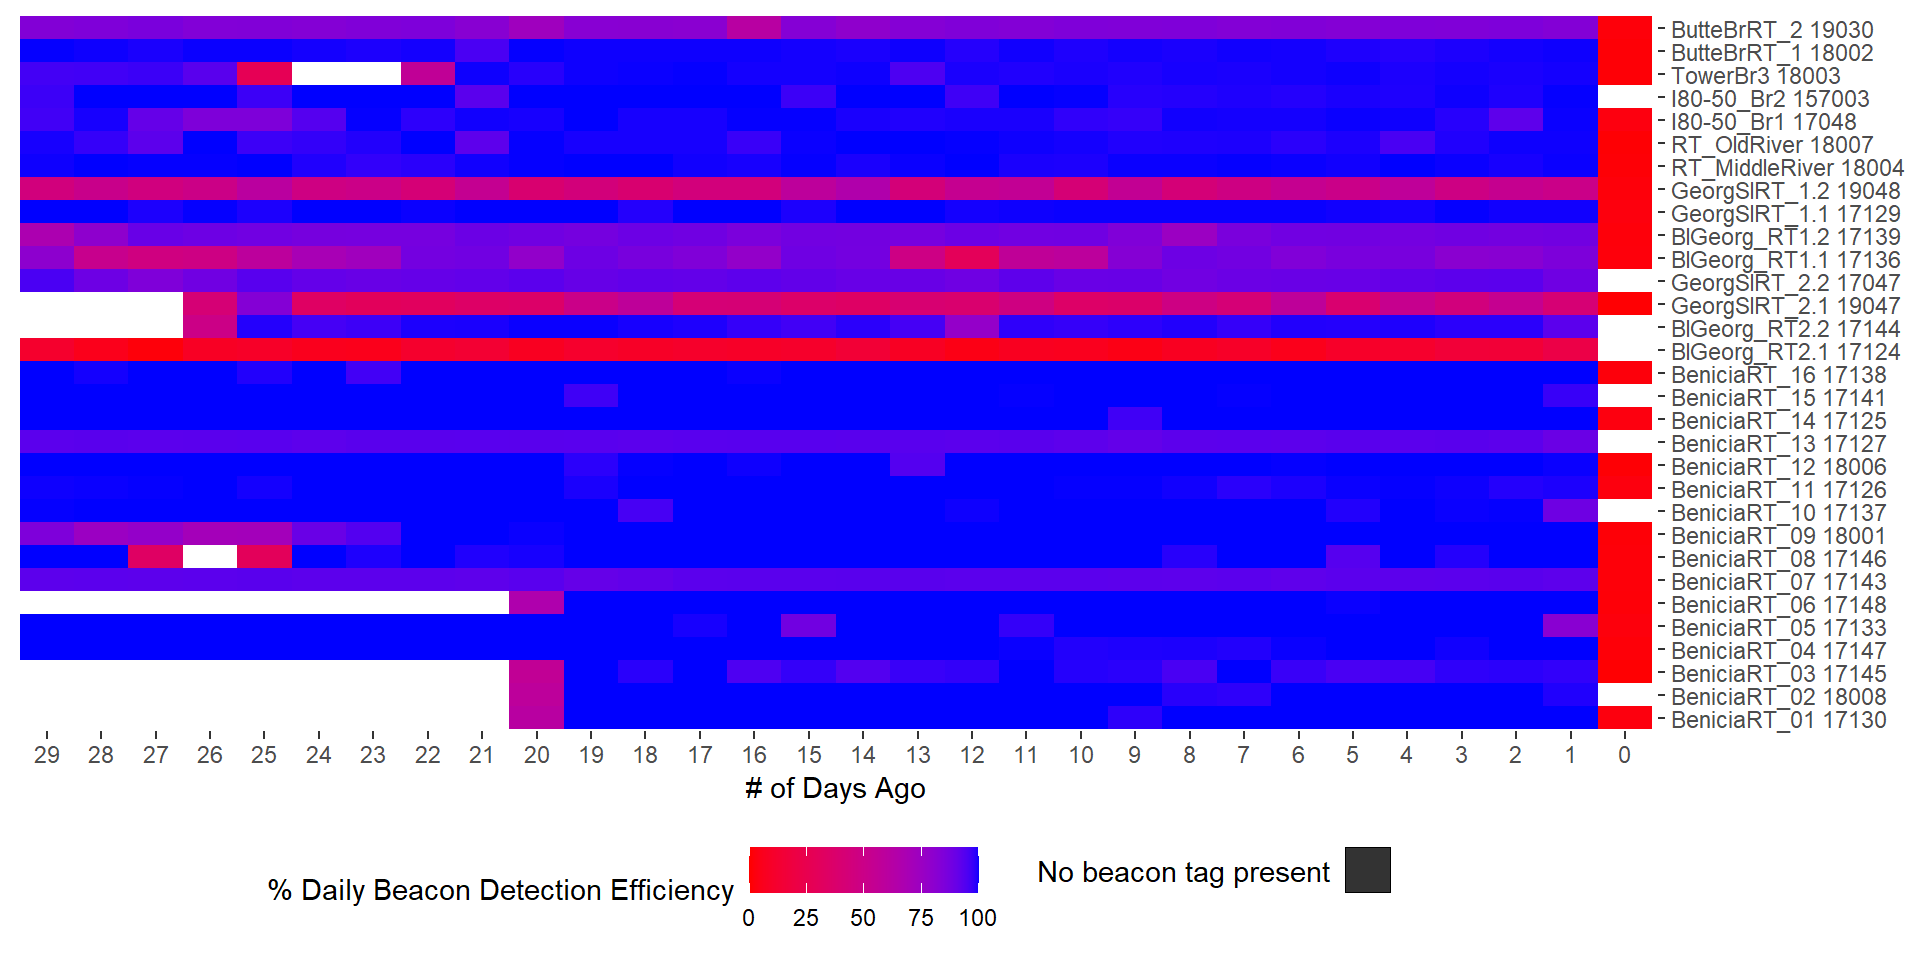 ButteBrRT_2 19030
ButteBrRT_1 18002
TowerBr3 18003
I80-50_Br2 157003
I80-50_Br1 17048
RT_OldRiver 18007
RT_MiddleRiver 18004
GeorgSlRT_1.2 19048
GeorgSlRT_1.1 17129
BlGeorg_RT1.2 17139
BlGeorg_RT1.1 17136
GeorgSlRT_2.2 17047
GeorgSlRT_2.1 19047
BlGeorg_RT2.2 17144
BlGeorg_RT2.1 17124
BeniciaRT_16 17138
BeniciaRT_15 17141
BeniciaRT_14 17125
BeniciaRT_13 17127
BeniciaRT_12 18006
BeniciaRT_11 17126
BeniciaRT_10 17137
BeniciaRT_09 18001
BeniciaRT_08 17146
BeniciaRT_07 17143
BeniciaRT_06 17148
BeniciaRT_05 17133
BeniciaRT_04 17147
BeniciaRT_03 17145
BeniciaRT_02 18008
BeniciaRT_01 17130
29 28 27 26 25 24 23 22 21 20 19 18 17 16 15 14 13 12 11 10 9 8 7 6 5 4 3 2 1 0
# of Days Ago
% Daily Beacon Detection Efficiency
0 25 50 75 100
No beacon tag present